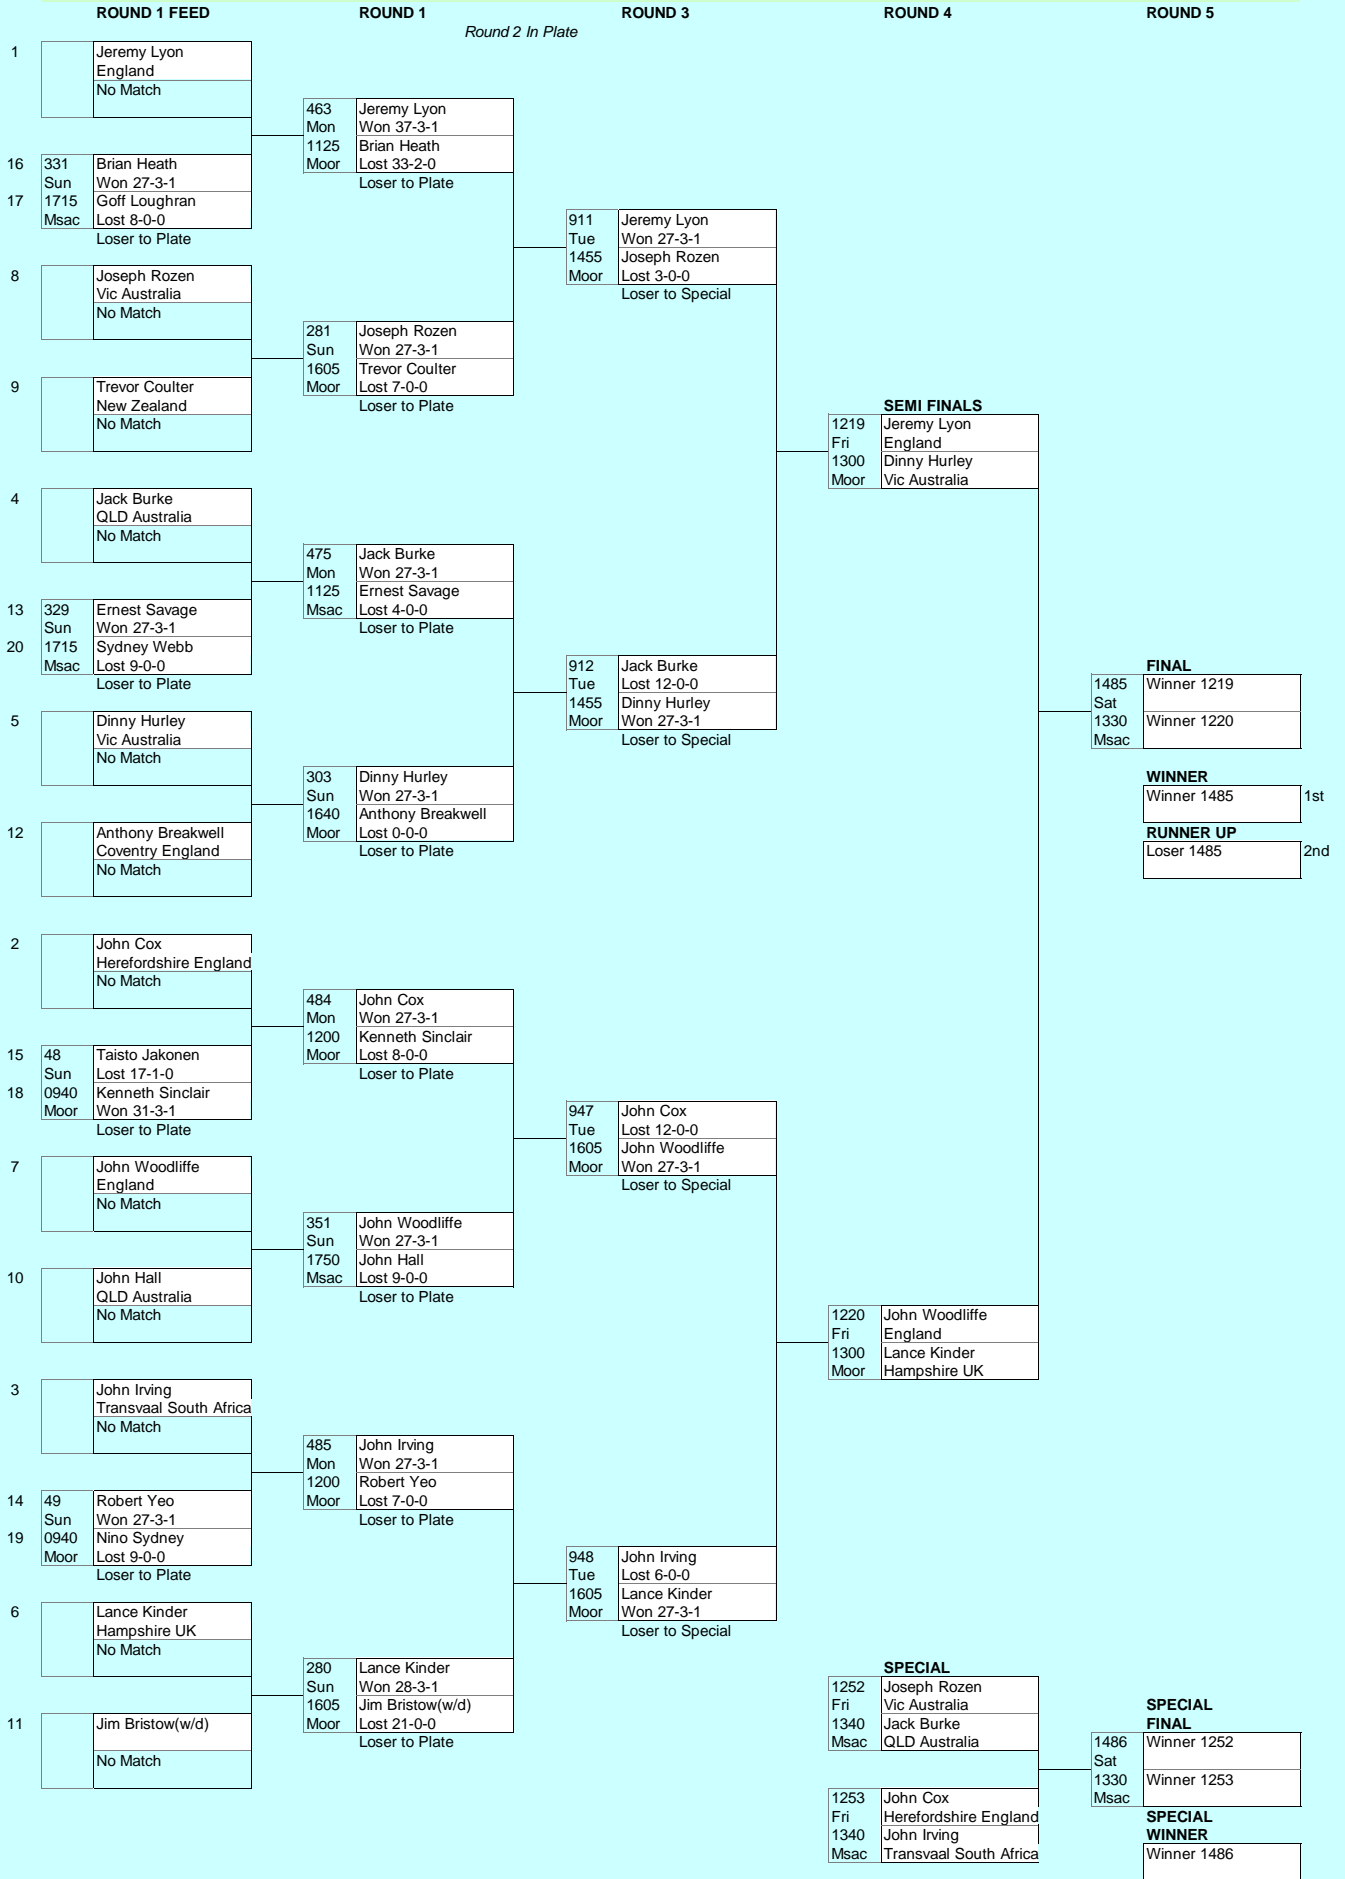 ROUND 1 FEED
ROUND 1
ROUND 3
ROUND 4
ROUND 5
Round 2 In Plate
1
Jeremy Lyon
England
No Match
463
Jeremy Lyon
Mon
Won 37-3-1
1125
Brian Heath
Moor
Lost 33-2-0
Loser to Plate
16
331
Brian Heath
Sun
Won 27-3-1
17
1715
Goff Loughran
Msac
Lost 8-0-0
Loser to Plate
911
Jeremy Lyon
Tue
Won 27-3-1
1455
Joseph Rozen
Moor
Lost 3-0-0
Loser to Special
8
Joseph Rozen
Vic Australia
No Match
281
Joseph Rozen
Sun
Won 27-3-1
1605
Trevor Coulter
Moor
Lost 7-0-0
Loser to Plate
9
Trevor Coulter
New Zealand
No Match
SEMI FINALS
1219
Jeremy Lyon
Fri
England
1300
Dinny Hurley
Moor
Vic Australia
4
Jack Burke
QLD Australia
No Match
475
Jack Burke
Mon
Won 27-3-1
1125
Ernest Savage
Msac
Lost 4-0-0
Loser to Plate
13
329
Ernest Savage
Sun
Won 27-3-1
20
1715
Sydney Webb
Msac
Lost 9-0-0
Loser to Plate
912
Jack Burke
Tue
Lost 12-0-0
1455
Dinny Hurley
Moor
Won 27-3-1
Loser to Special
FINAL
1485
Winner 1219
Sat
1330
Winner 1220
Msac
5
Dinny Hurley
Vic Australia
No Match
303
Dinny Hurley
Sun
Won 27-3-1
1640
Anthony Breakwell
Moor
Lost 0-0-0
Loser to Plate
WINNER
Winner 1485
1st
RUNNER UP
Loser 1485
2nd
12
Anthony Breakwell
Coventry England
No Match
2
John Cox
Herefordshire England
No Match
484
John Cox
Mon
Won 27-3-1
1200
Kenneth Sinclair
Moor
Lost 8-0-0
Loser to Plate
15
48
Taisto Jakonen
Sun
Lost 17-1-0
18
0940
Kenneth Sinclair
Moor
Won 31-3-1
Loser to Plate
947
John Cox
Tue
Lost 12-0-0
1605
John Woodliffe
Moor
Won 27-3-1
Loser to Special
7
John Woodliffe
England
No Match
351
John Woodliffe
Sun
Won 27-3-1
1750
John Hall
Msac
Lost 9-0-0
Loser to Plate
10
John Hall
QLD Australia
No Match
1220
John Woodliffe
Fri
England
1300
Lance Kinder
Moor
Hampshire UK
3
John Irving
Transvaal South Africa
No Match
485
John Irving
Mon
Won 27-3-1
1200
Robert Yeo
Moor
Lost 7-0-0
Loser to Plate
14
49
Robert Yeo
Sun
Won 27-3-1
19
0940
Nino Sydney
Moor
Lost 9-0-0
Loser to Plate
948
John Irving
Tue
Lost 6-0-0
1605
Lance Kinder
Moor
Won 27-3-1
Loser to Special
6
Lance Kinder
Hampshire UK
No Match
280
Lance Kinder
Sun
Won 28-3-1
1605
Jim Bristow(w/d)
Moor
Lost 21-0-0
Loser to Plate
11
Jim Bristow(w/d)
No Match
SPECIAL
1252
Joseph Rozen
Fri
Vic Australia
1340
Jack Burke
Msac
QLD Australia
SPECIAL
FINAL
1486
Winner 1252
Sat
1330
Winner 1253
Msac
1253
John Cox
Fri
Herefordshire England
1340
John Irving
Msac
Transvaal South Africa
SPECIAL
WINNER
Winner 1486